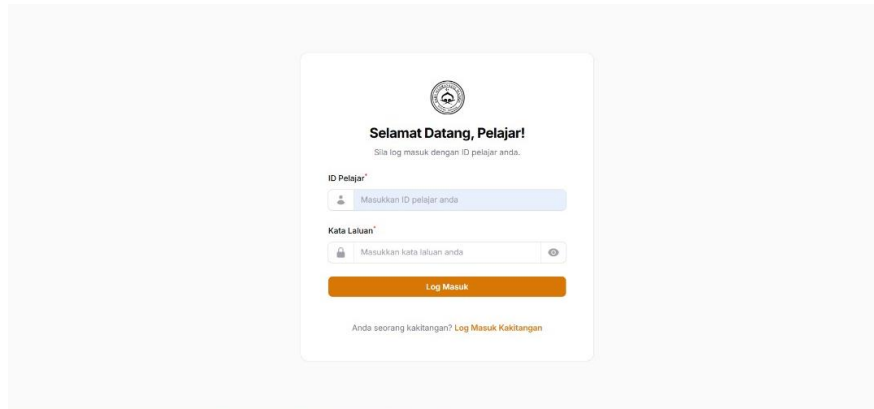 Selamat Datang, Pelajar!
Sila log masuk dengan ID pelajar anda.
ID Pelajar*
Masukkan ID pelajar anda
Kata Laluan*
Masukkan kata laluan anda
Log Masuk
Anda seorang kakitangan? Log Masuk Kakitangan